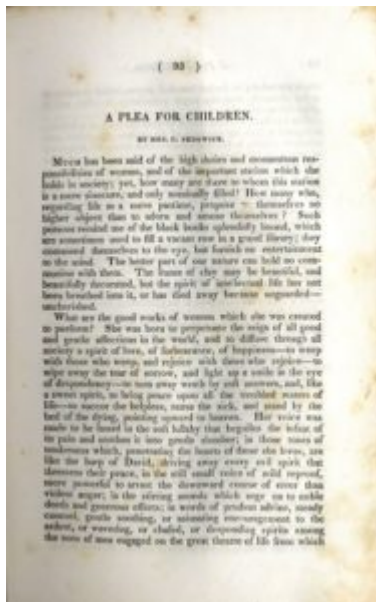 ( 93 )
A PLEA FOR CHILDREN.
BY MRS. C. SEDGWICK.
Much has been said of the high duties and momentous res-
ponsibilities of woman, and of the important station which she
holds in society; yet, how many are there to whom this station
is a mere sinecure, and only nominally filled! How many who,
regarding life as a mere pastime, propose themselves no
higher object than to adorn and amuse themselves? Such
persons remind me of the blank books splendidly bound, which
are sometimes used to fill a vacant row in a grand library; they
commend themselves to the eye, but furnish no entertainment
to the mind. The better part of our nature can hold no com-
munion with them. The frame of clay may be beautiful, and
beautifully decorated, but the spirit of intellectual life has not
been breathed into it, or has died away because unguarded—
uncherished.
What are the good works of woman which she was created
to perform? She was born to perpetuate the reign of all good
and gentle affections in the world, and to diffuse through all
society a spirit of love, of forbearance, of happiness—to weep
with those who weep, and rejoice with those who rejoice—to
wipe away the tear of sorrow, and light up a smile in the eye
of despondency—to turn away wrath by soft answers, and, like
a sweet spirit, to bring peace upon all the troubled waters of
life—to succor the helpless, nurse the sick, and stand by the
bed of the dying, pointing upward to heaven. Her voice was
made to be heard in the soft lullaby that beguiles the infant of
its pain and soothes it into gentle slumber; in those tones of
tenderness which, penetrating the hearts of those she loves, are
like the harp of David, driving away every evil spirit that
threatens their peace, in the still small voice of mild reproof,
more powerful to arrest the downward course of error than
violent anger; in the stirring sounds which urge on to noble
deeds and generous efforts; in words of prudent advice, steady
counsel, gentle soothing, or animating encouragement to the
ardent, or wavering, or chafed, or desponding spirits among
the sons of men engaged on the great theatre of life from which